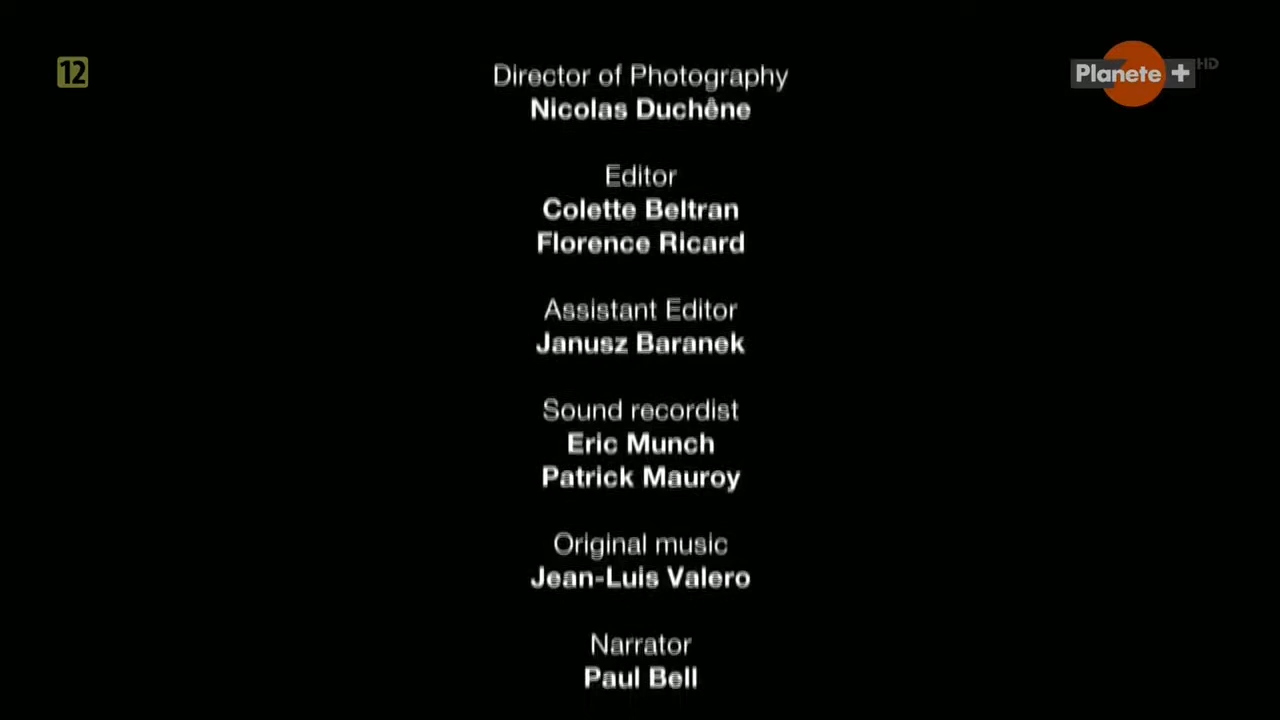 12
Planete +
HD
Director of Photography
Nicolas Duchêne
Editor
Colette Beltran
Florence Ricard
Assistant Editor
Janusz Baranek
Sound recordist
Eric Munch
Patrick Mauroy
Original music
Jean-Luis Valero
Narrator
Paul Bell